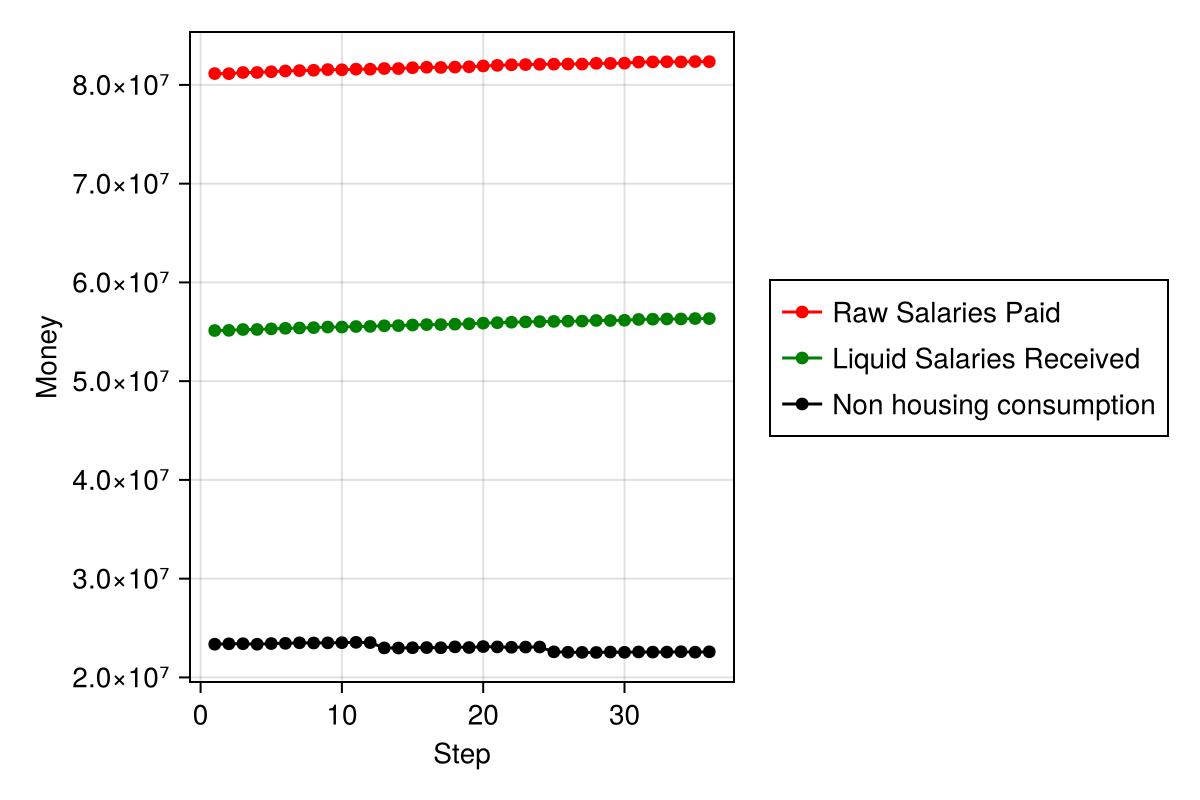 8.0×10⁷
7.0×10⁷
6.0×10⁷
5.0×10⁷
4.0×10⁷
3.0×10⁷
2.0×10⁷
Money
0 10 20 30
Step
Raw Salaries Paid
Liquid Salaries Received
Non housing consumption